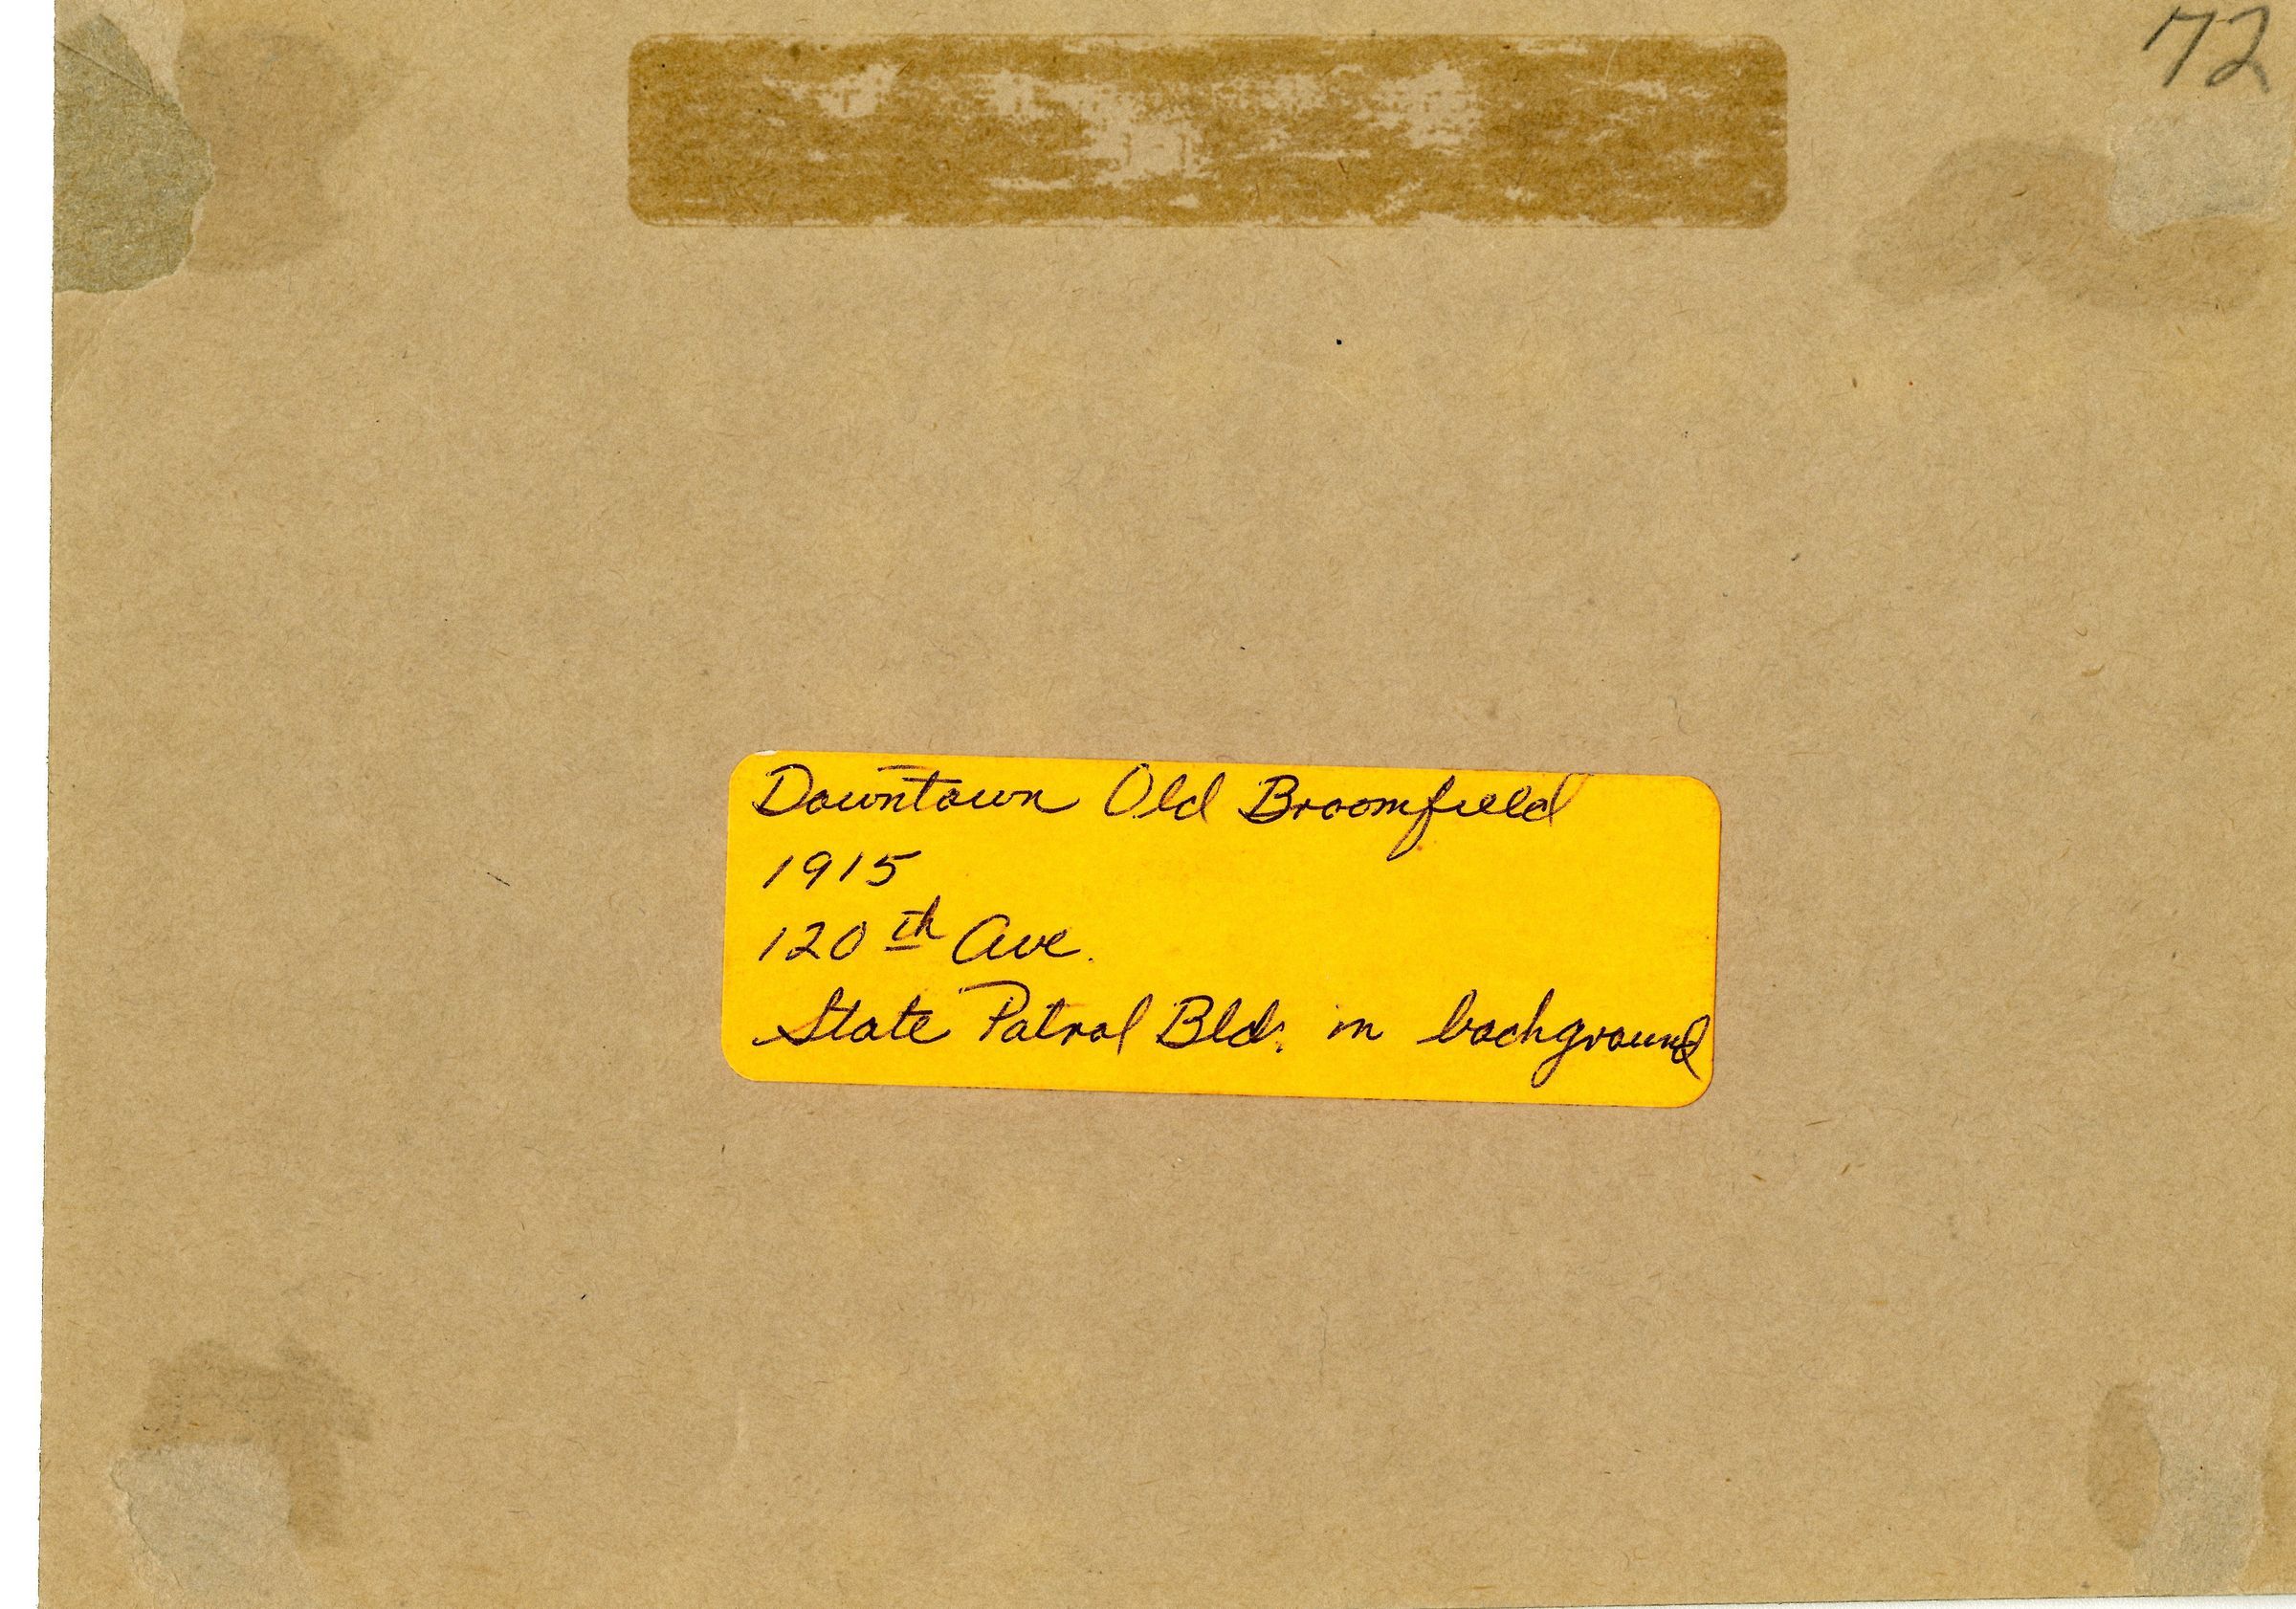 72
Downtown Old Broomfield
1915
120th Ave.
State Patrol Bld. in background